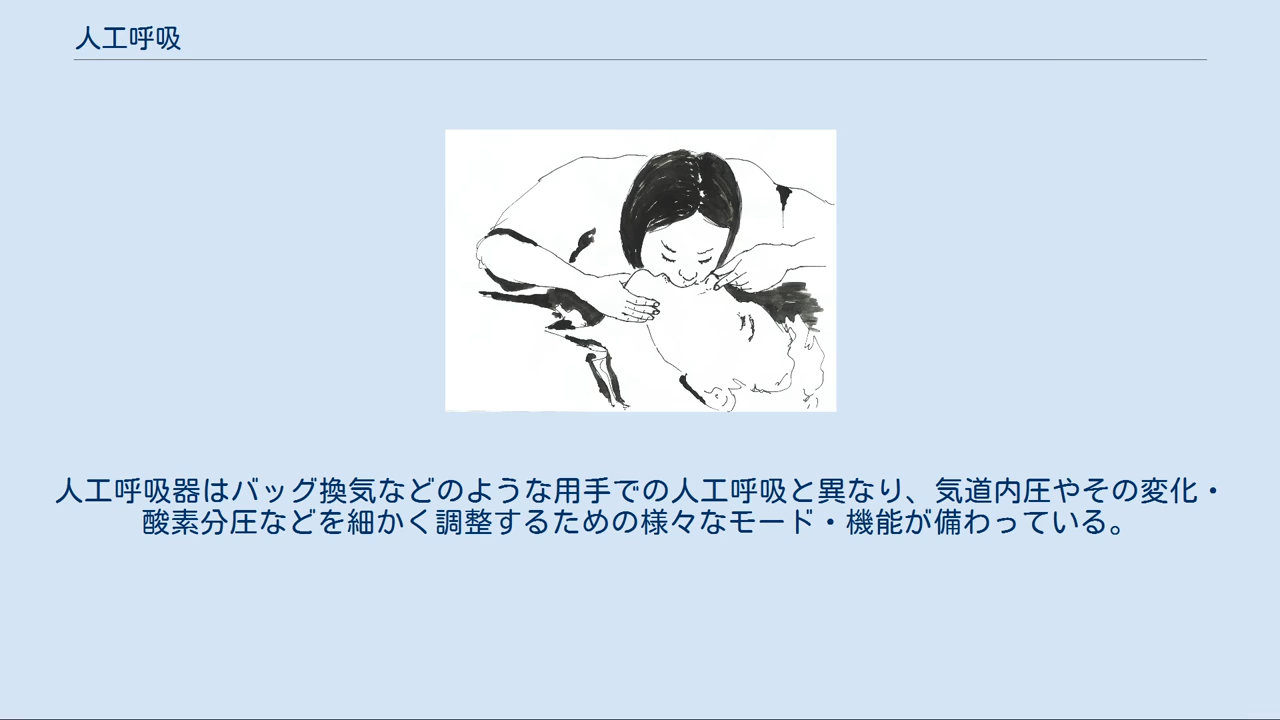 人工呼吸
人工呼吸器はバッグ換気などのような用手での人工呼吸と異なり、気道内圧やその変化・
酸素分圧などを細かく調整するための様々なモード・機能が備わっている。